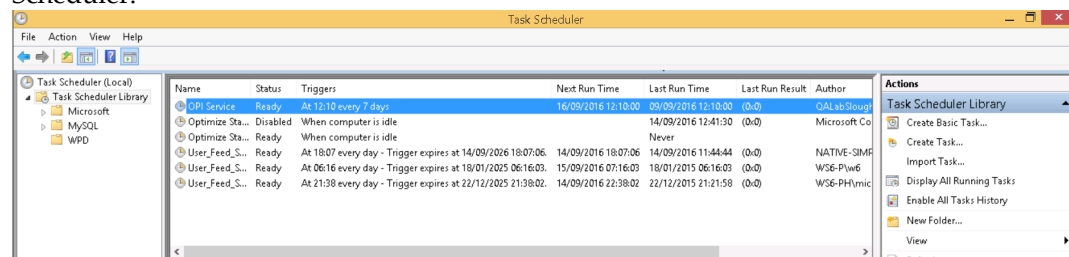 Scheduler.
Task Scheduler
File Action View Help
Task Scheduler (Local)
Task Scheduler Library
Microsoft
MySQL
WPD
Name Status Triggers Next Run Time Last Run Time Last Run Result Author
OPI Service Ready At 12:10 every 7 days 16/09/2016 12:10:00 09/09/2016 12:10:00 (0x0) QALabSlough
Optimize Sta... Disabled When computer is idle 14/09/2016 12:41:30 (0x0) Microsoft Co
Optimize Sta... Ready When computer is idle Never
User_Feed_S... Ready At 18:07 every day - Trigger expires at 14/09/2026 18:07:06. 14/09/2016 18:07:06 14/09/2016 11:44:44 (0x0) NATIVE-SIMP
User_Feed_S... Ready At 06:16 every day - Trigger expires at 18/01/2025 06:16:03. 15/09/2016 07:16:03 18/01/2015 06:16:03 (0x0) WS6-P\w6
User_Feed_S... Ready At 21:38 every day - Trigger expires at 22/12/2025 21:38:02. 14/09/2016 22:38:02 22/12/2015 21:21:58 (0x0) WS6-PH\mic
Actions
Task Scheduler Library
Create Basic Task...
Create Task...
Import Task...
Display All Running Tasks
Enable All Tasks History
New Folder...
View